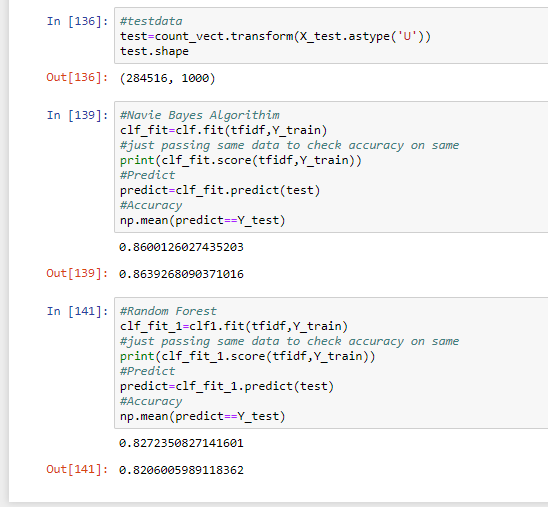 In [136]: #testdata
test=count_vect.transform(X_test.astype('U'))
test.shape
Out[136]: (284516, 1000)
In [139]: #Navie Bayes Algorithim
clf_fit=clf.fit(tfidf,Y_train)
#just passing same data to check accuracy on same
print(clf_fit.score(tfidf,Y_train))
#Predict
predict=clf_fit.predict(test)
#Accuracy
np.mean(predict==Y_test)
0.8600126027435203
Out[139]: 0.8639268090371016
In [141]: #Random Forest
clf_fit_1=clf1.fit(tfidf,Y_train)
#just passing same data to check accuracy on same
print(clf_fit_1.score(tfidf,Y_train))
#Predict
predict=clf_fit_1.predict(test)
#Accuracy
np.mean(predict==Y_test)
0.8272350827141601
Out[141]: 0.8206005989118362